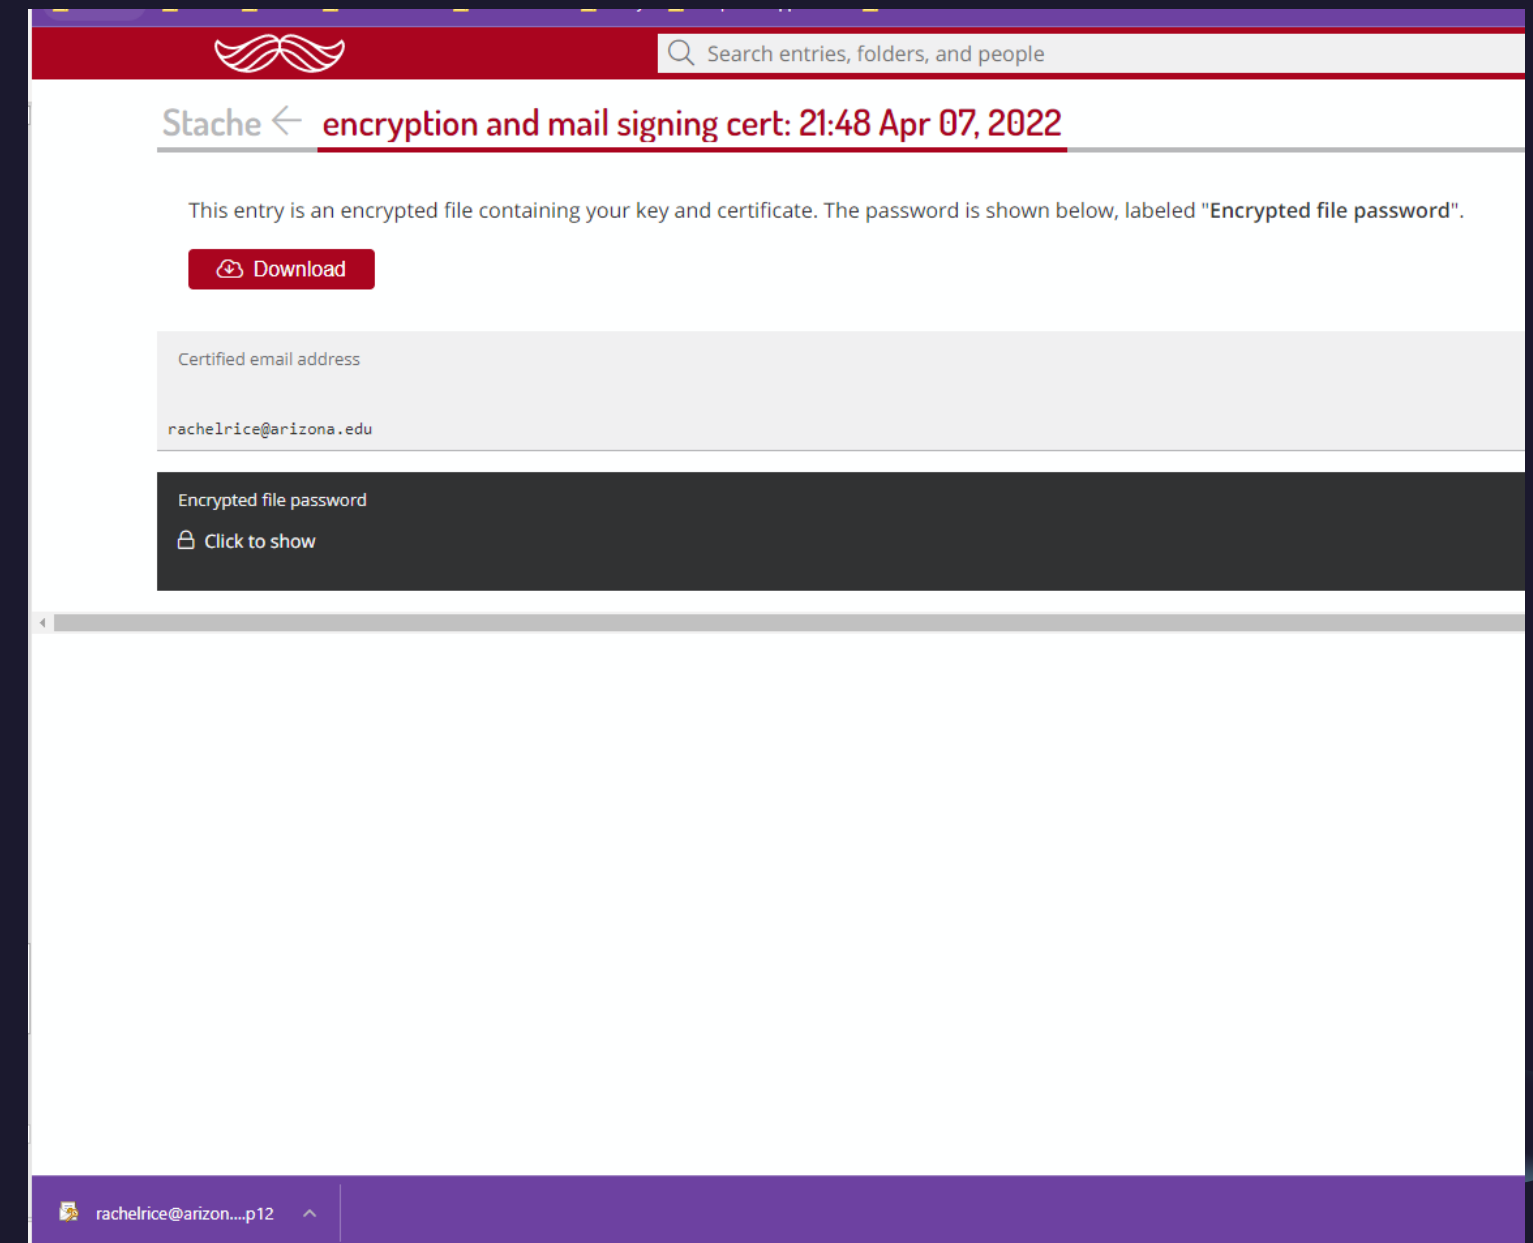 Search entries, folders, and people
Stache ← encryption and mail signing cert: 21:48 Apr 07, 2022
This entry is an encrypted file containing your key and certificate. The password is shown below, labeled "Encrypted file password".
Download
Certified email address
rachelrice@arizona.edu
Encrypted file password
Click to show
rachelrice@arizon....p12